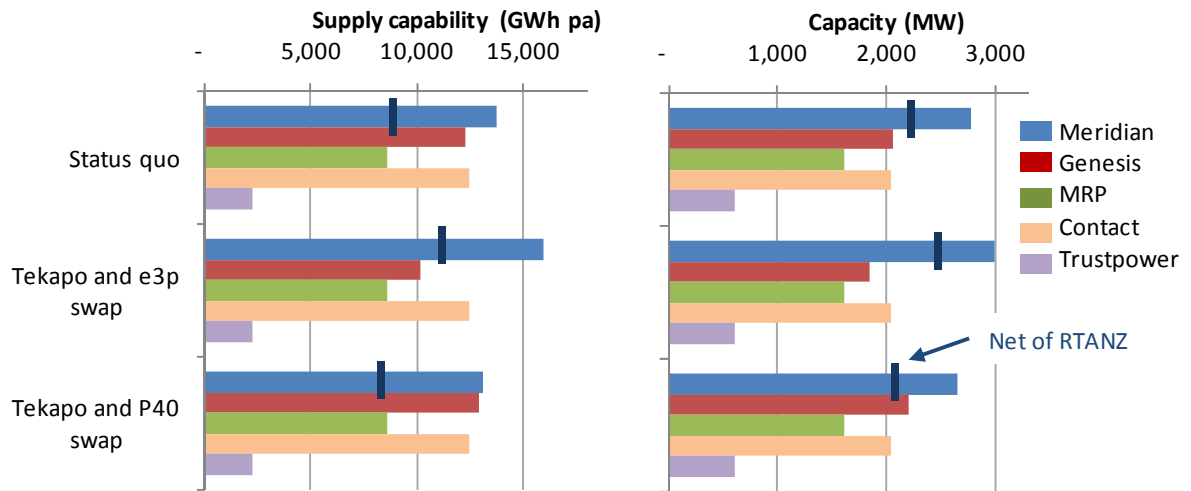 Supply capability (GWh pa)
- 5,000 10,000 15,000
Status quo
Tekapo and e3p
swap
Tekapo and P40
swap
Capacity (MW)
- 1,000 2,000 3,000
Meridian
Genesis
MRP
Contact
Trustpower
Net of RTANZ